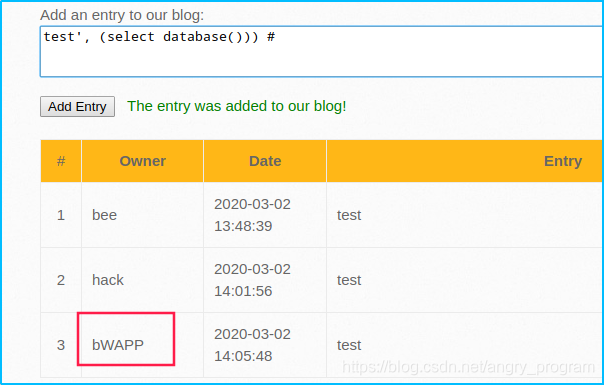 Add an entry to our blog:
test', (select database())) #
Add Entry The entry was added to our blog!
# Owner Date Entry
1 bee 2020-03-02 13:48:39 test
2 hack 2020-03-02 14:01:56 test
3 bWAPP 2020-03-02 14:05:48 test
https://blog.csdn.net/angry_program